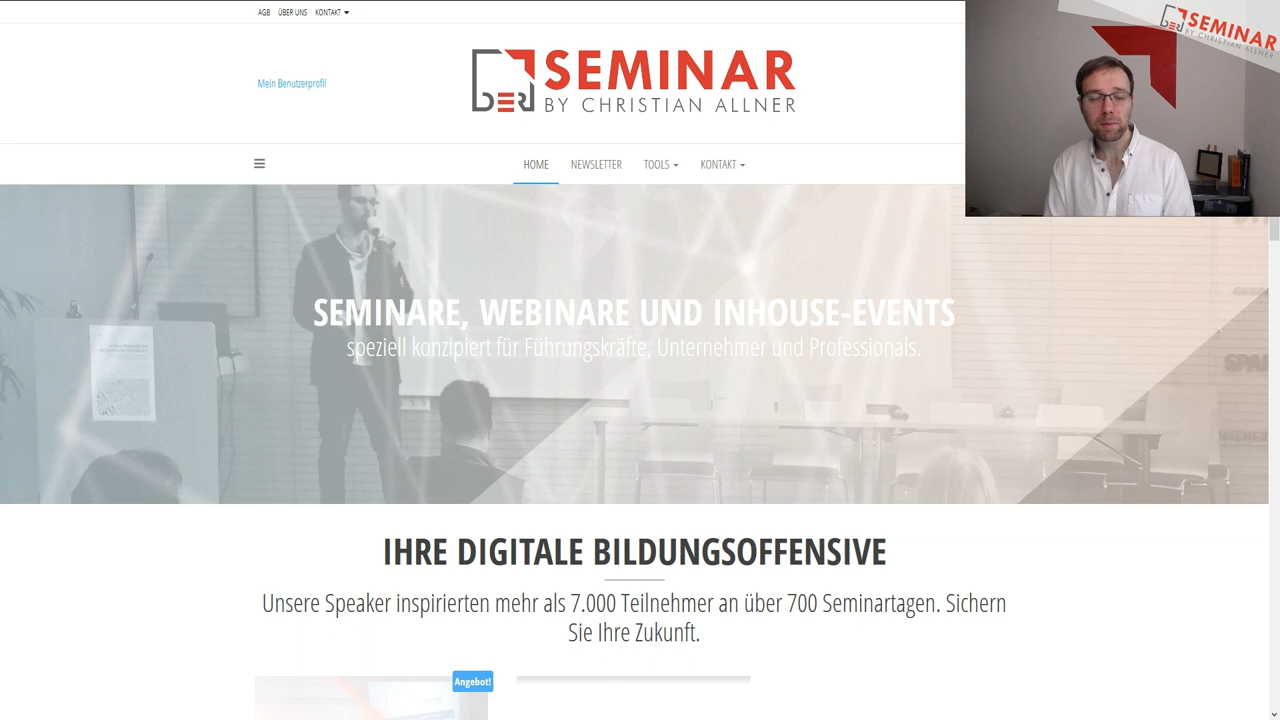 AGB ÜBER UNS KONTAKT
Mein Benutzerprofil
SEMINAR
BY CHRISTIAN ALLNER
HOME NEWSLETTER TOOLS KONTAKT
SEMINAR
BY CHRISTIAN ALLNER
SEMINARE, WEBINARE UND INHOUSE-EVENTS
speziell konzipiert für Führungskräfte, Unternehmer und Professionals.
IHRE DIGITALE BILDUNGSOFFENSIVE
Unsere Speaker inspirierten mehr als 7.000 Teilnehmer an über 700 Seminartagen. Sichern
Sie Ihre Zukunft.
Angebot!